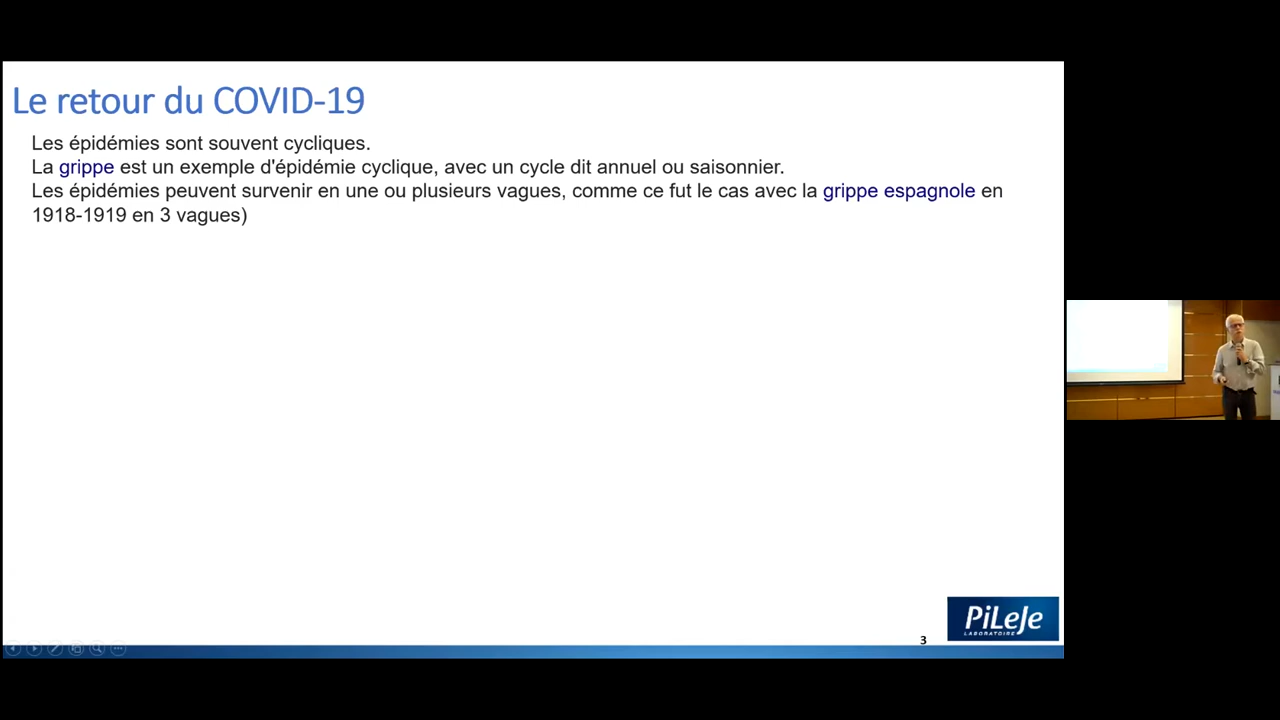 Le retour du COVID-19
Les épidémies sont souvent cycliques.
La grippe est un exemple d'épidémie cyclique, avec un cycle dit annuel ou saisonnier.
Les épidémies peuvent survenir en une ou plusieurs vagues, comme ce fut le cas avec la grippe espagnole en
1918-1919 en 3 vagues)
3
PiLeJe
LABORATOIRE